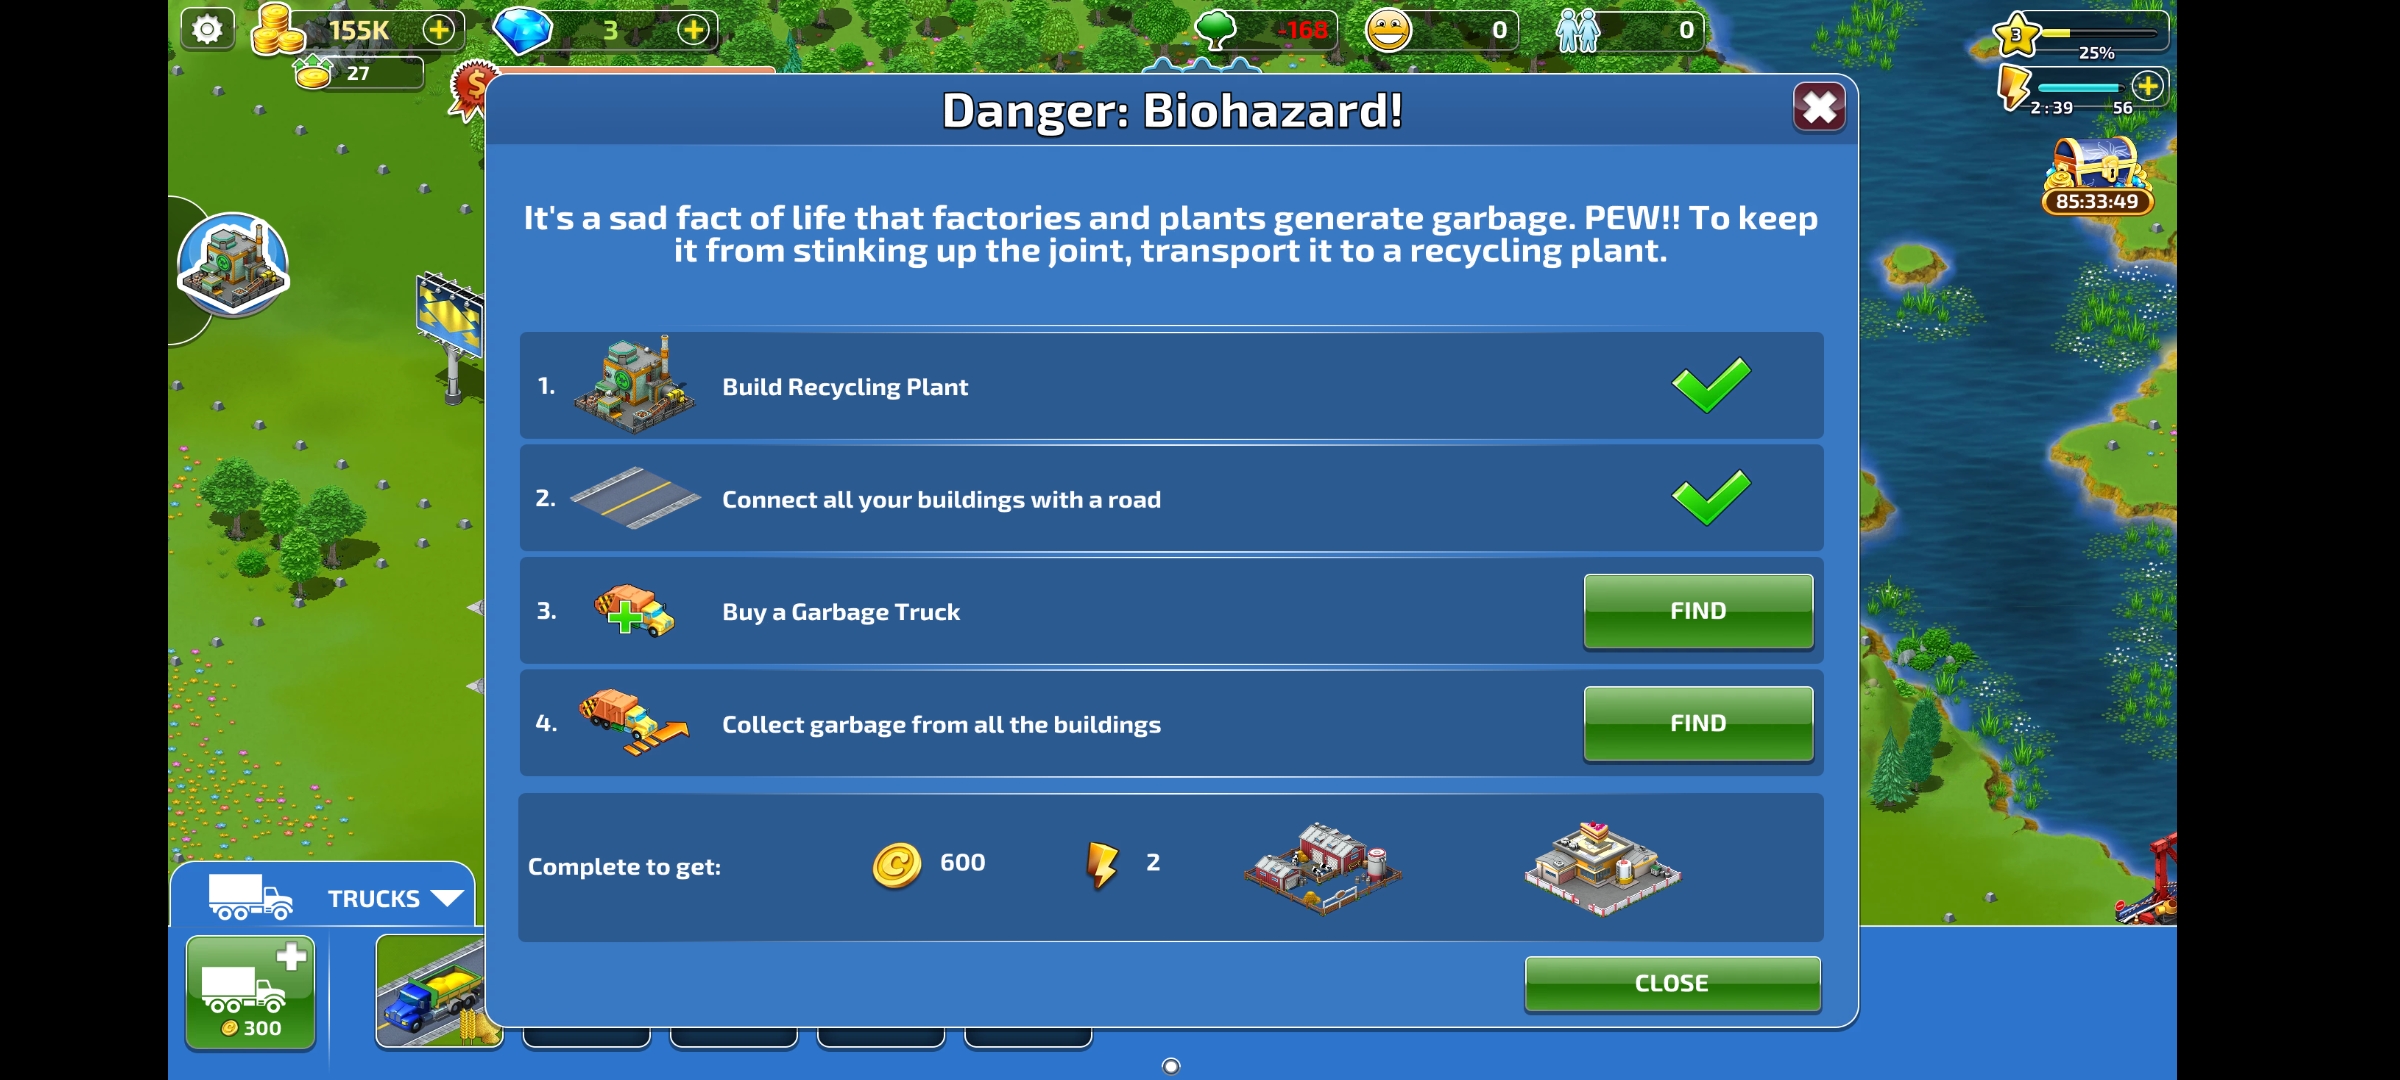 155K
3
-168
0
0
3
25%
27
2:39
56
85:33:49
Danger: Biohazard!
It's a sad fact of life that factories and plants generate garbage. PEW!! To keep
it from stinking up the joint, transport it to a recycling plant.
1. Build Recycling Plant
2. Connect all your buildings with a road
3. Buy a Garbage Truck FIND
4. Collect garbage from all the buildings FIND
Complete to get: 600 2
CLOSE
TRUCKS
300